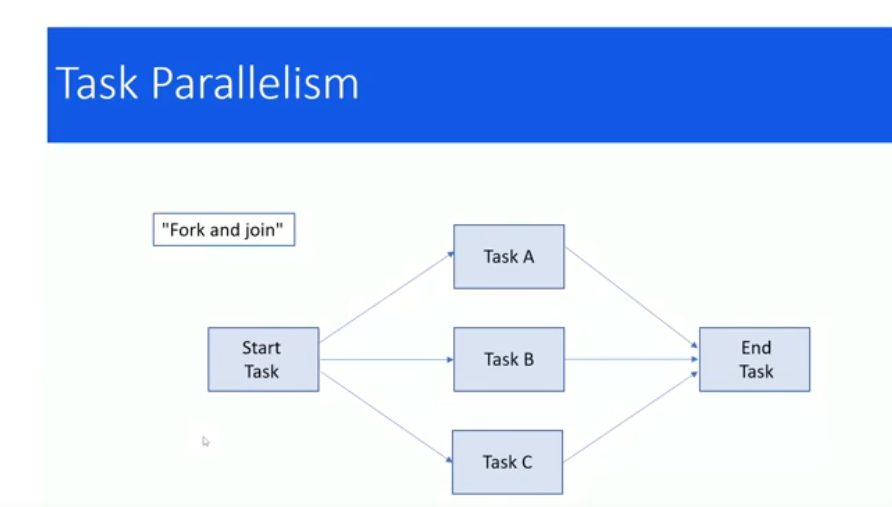 Task Parallelism
"Fork and join"
Task A
Start
Task
Task B
End
Task
Task C